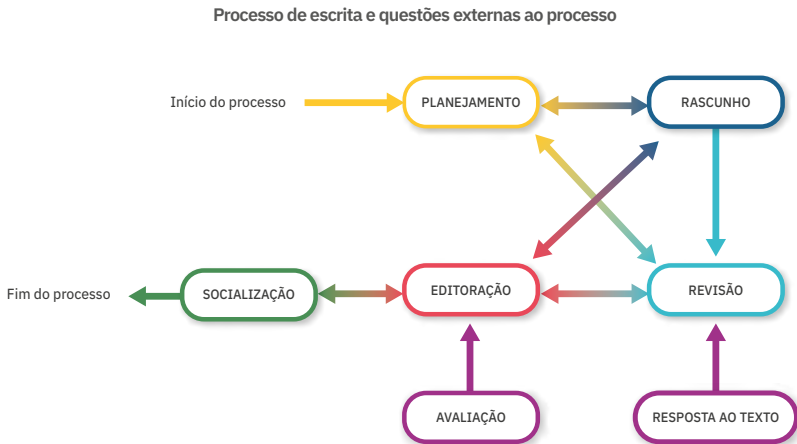 Processo de escrita e questões externas ao processo
Início do processo
PLANEJAMENTO
RASCUNHO
Fim do processo
SOCIALIZAÇÃO
EDITORAÇÃO
REVISÃO
AVALIAÇÃO
RESPOSTA AO TEXTO